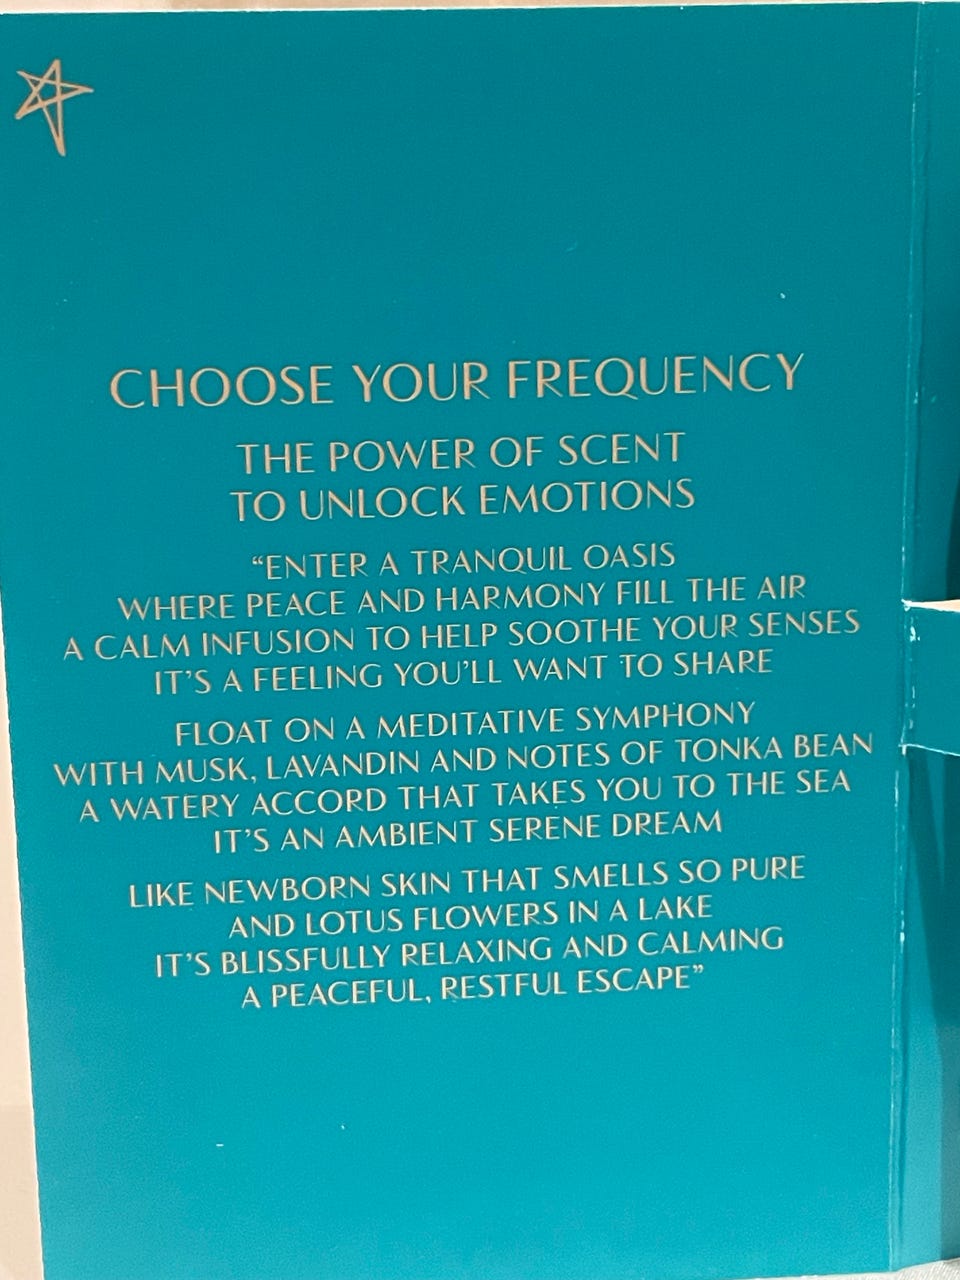 CHOOSE YOUR FREQUENCY
THE POWER OF SCENT
TO UNLOCK EMOTIONS
“ENTER A TRANQUIL OASIS
WHERE PEACE AND HARMONY FILL THE AIR
A CALM INFUSION TO HELP SOOTHE YOUR SENSES
IT’S A FEELING YOU’LL WANT TO SHARE
FLOAT ON A MEDITATIVE SYMPHONY
WITH MUSK, LAVANDIN AND NOTES OF TONKA BEAN
A WATERY ACCORD THAT TAKES YOU TO THE SEA
IT’S AN AMBIENT SERENE DREAM
LIKE NEWBORN SKIN THAT SMELLS SO PURE
AND LOTUS FLOWERS IN A LAKE
IT’S BLISSFULLY RELAXING AND CALMING
A PEACEFUL, RESTFUL ESCAPE”